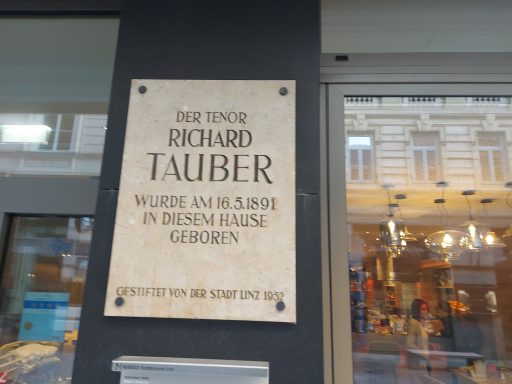 DER TENOR
RICHARD
TAUBER
WURDE AM 16.5.1891
IN DIESEM HAUSE
GEBOREN
GESTIFTET VON DER STADT LINZ 1952